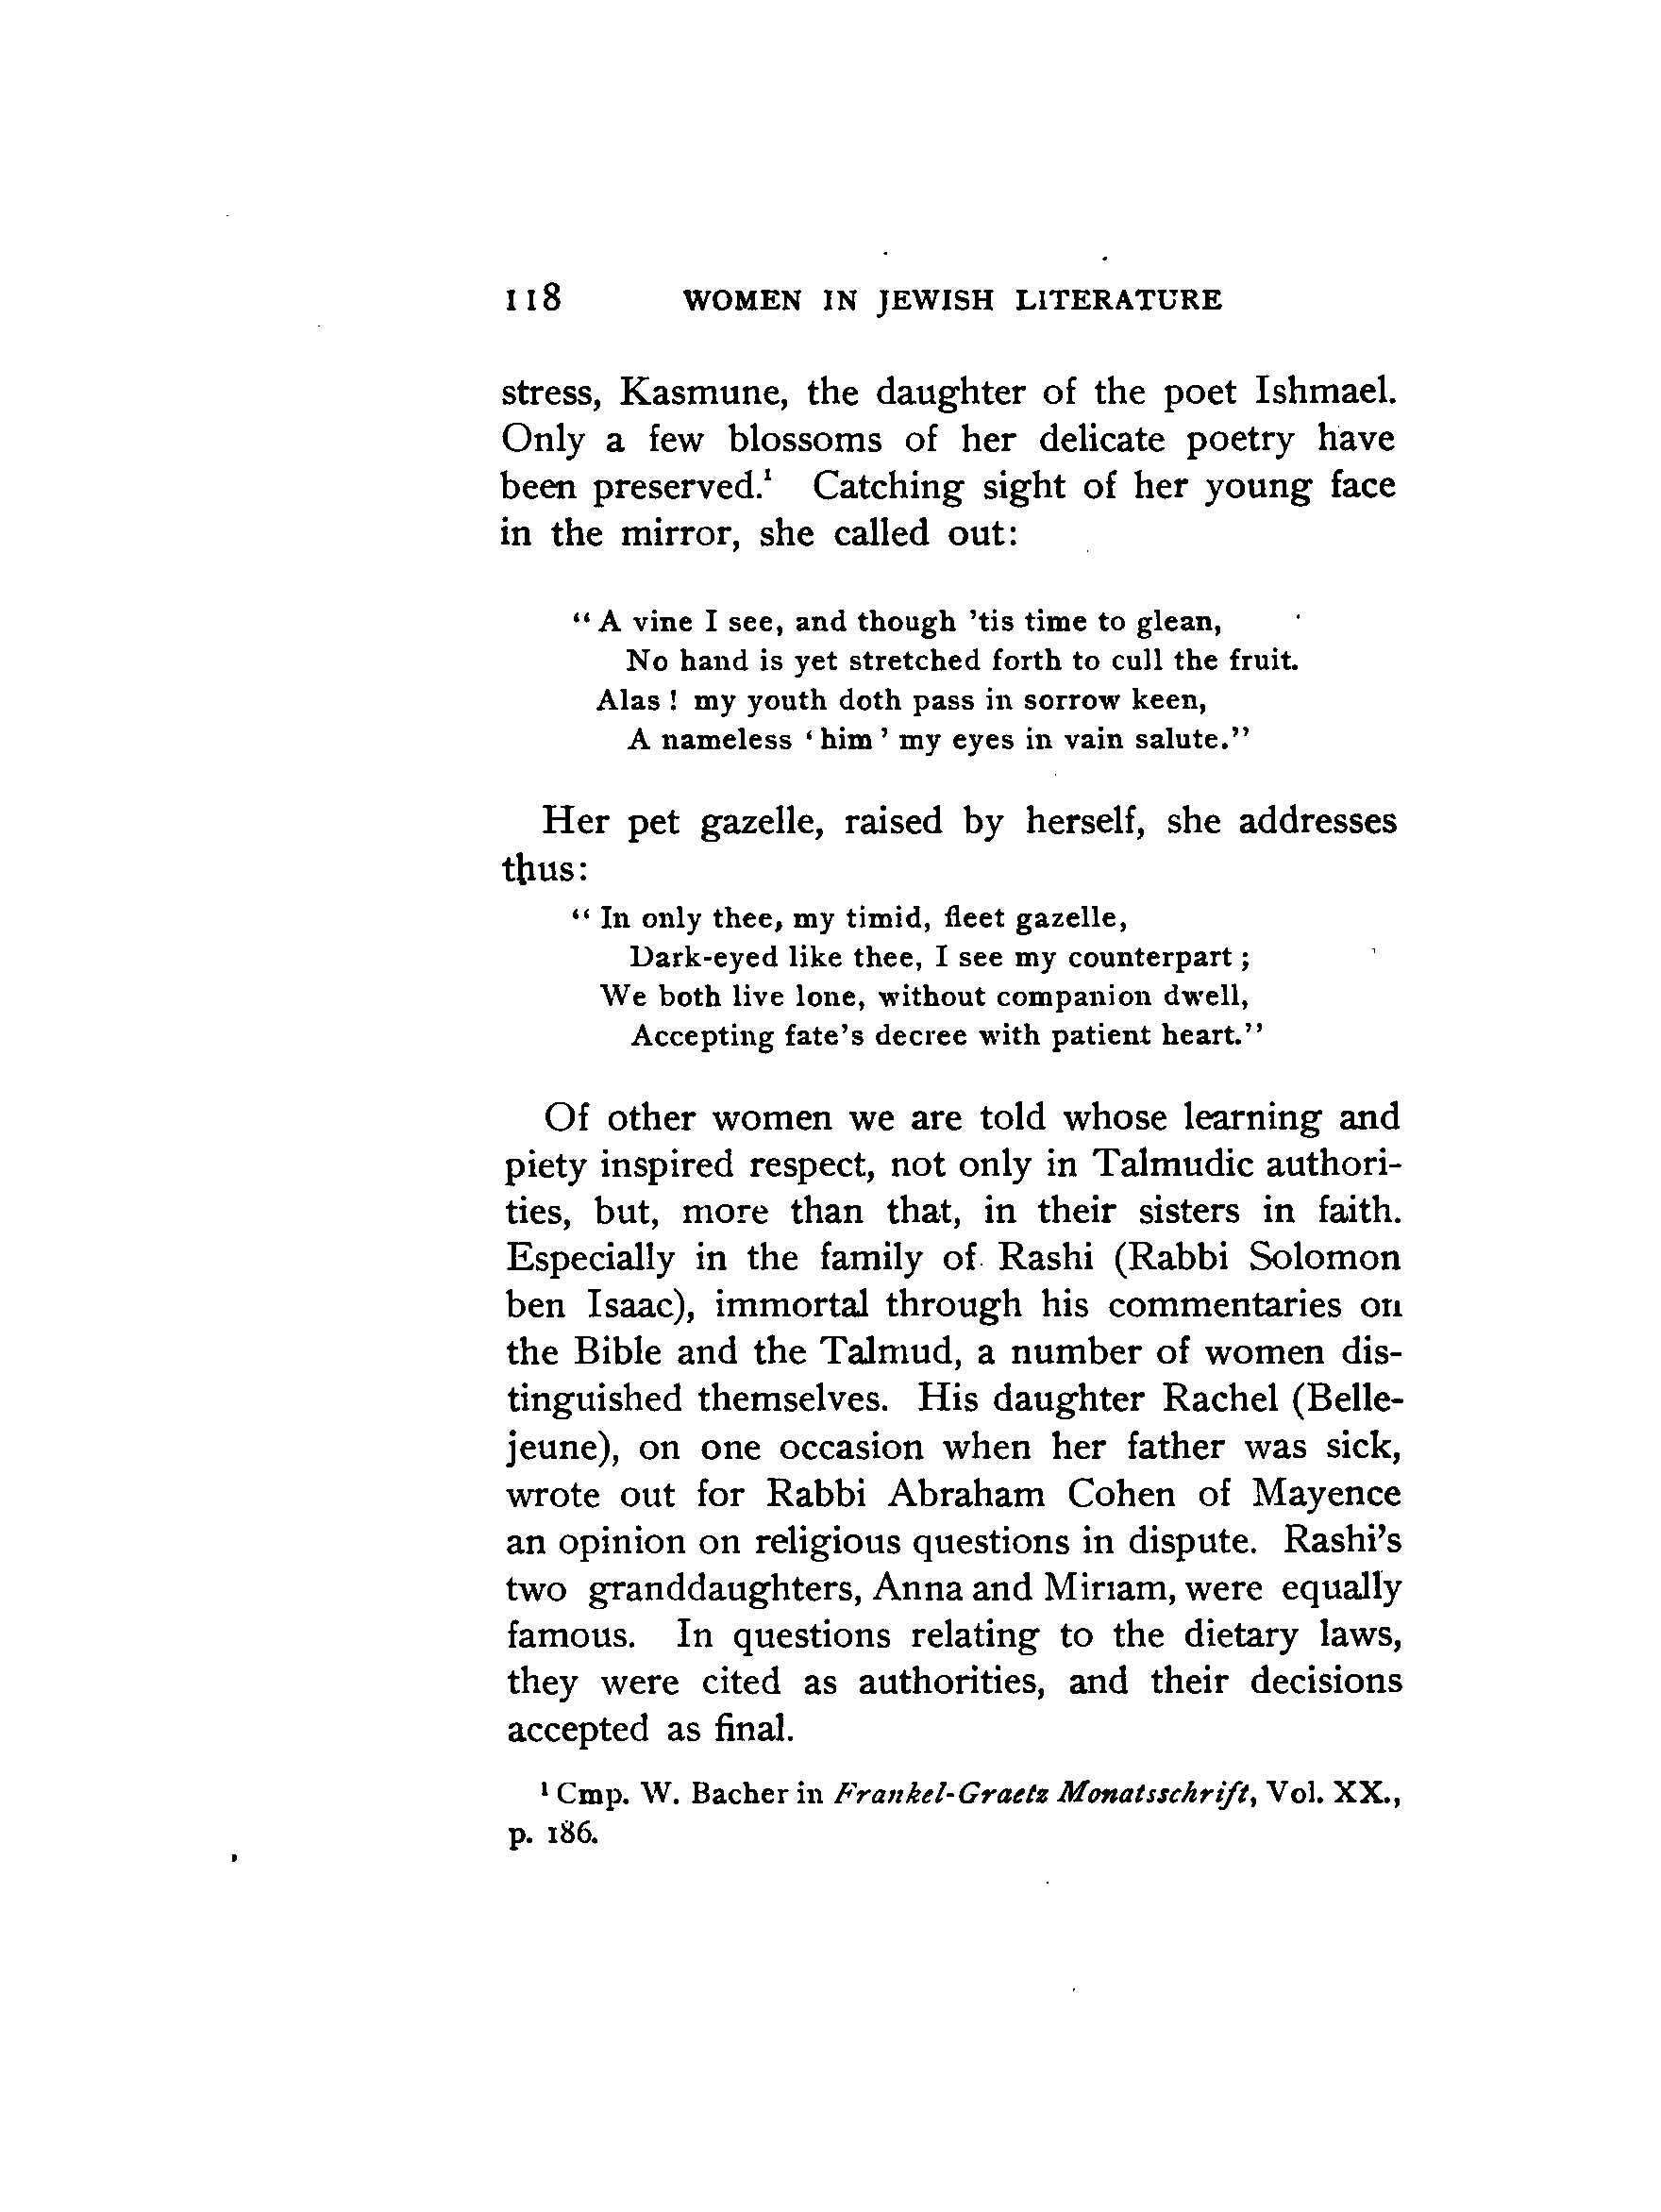 118 WOMEN IN JEWISH LITERATURE
stress, Kasmune, the daughter of the poet Ishmael.
Only a few blossoms of her delicate poetry have
been preserved.¹ Catching sight of her young face
in the mirror, she called out:
“A vine I see, and though ’tis time to glean,
No hand is yet stretched forth to cull the fruit.
Alas! my youth doth pass in sorrow keen,
A nameless ‘him’ my eyes in vain salute.”
Her pet gazelle, raised by herself, she addresses
thus:
“In only thee, my timid, fleet gazelle,
Dark-eyed like thee, I see my counterpart;
We both live lone, without companion dwell,
Accepting fate’s decree with patient heart.”
Of other women we are told whose learning and
piety inspired respect, not only in Talmudic authori-
ties, but, more than that, in their sisters in faith.
Especially in the family of Rashi (Rabbi Solomon
ben Isaac), immortal through his commentaries on
the Bible and the Talmud, a number of women dis-
tinguished themselves. His daughter Rachel (Belle-
jeune), on one occasion when her father was sick,
wrote out for Rabbi Abraham Cohen of Mayence
an opinion on religious questions in dispute. Rashi’s
two granddaughters, Anna and Miriam, were equally
famous. In questions relating to the dietary laws,
they were cited as authorities, and their decisions
accepted as final.
¹ Cmp. W. Bacher in Frankel-Graetz Monatsschrift, Vol. XX.,
p. 186.